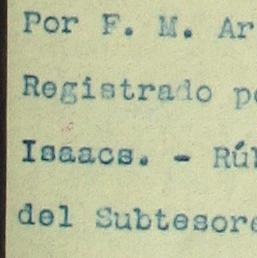 Por F. M. Ar
Registrado p
Isaacs. - Rú
del Subtesor